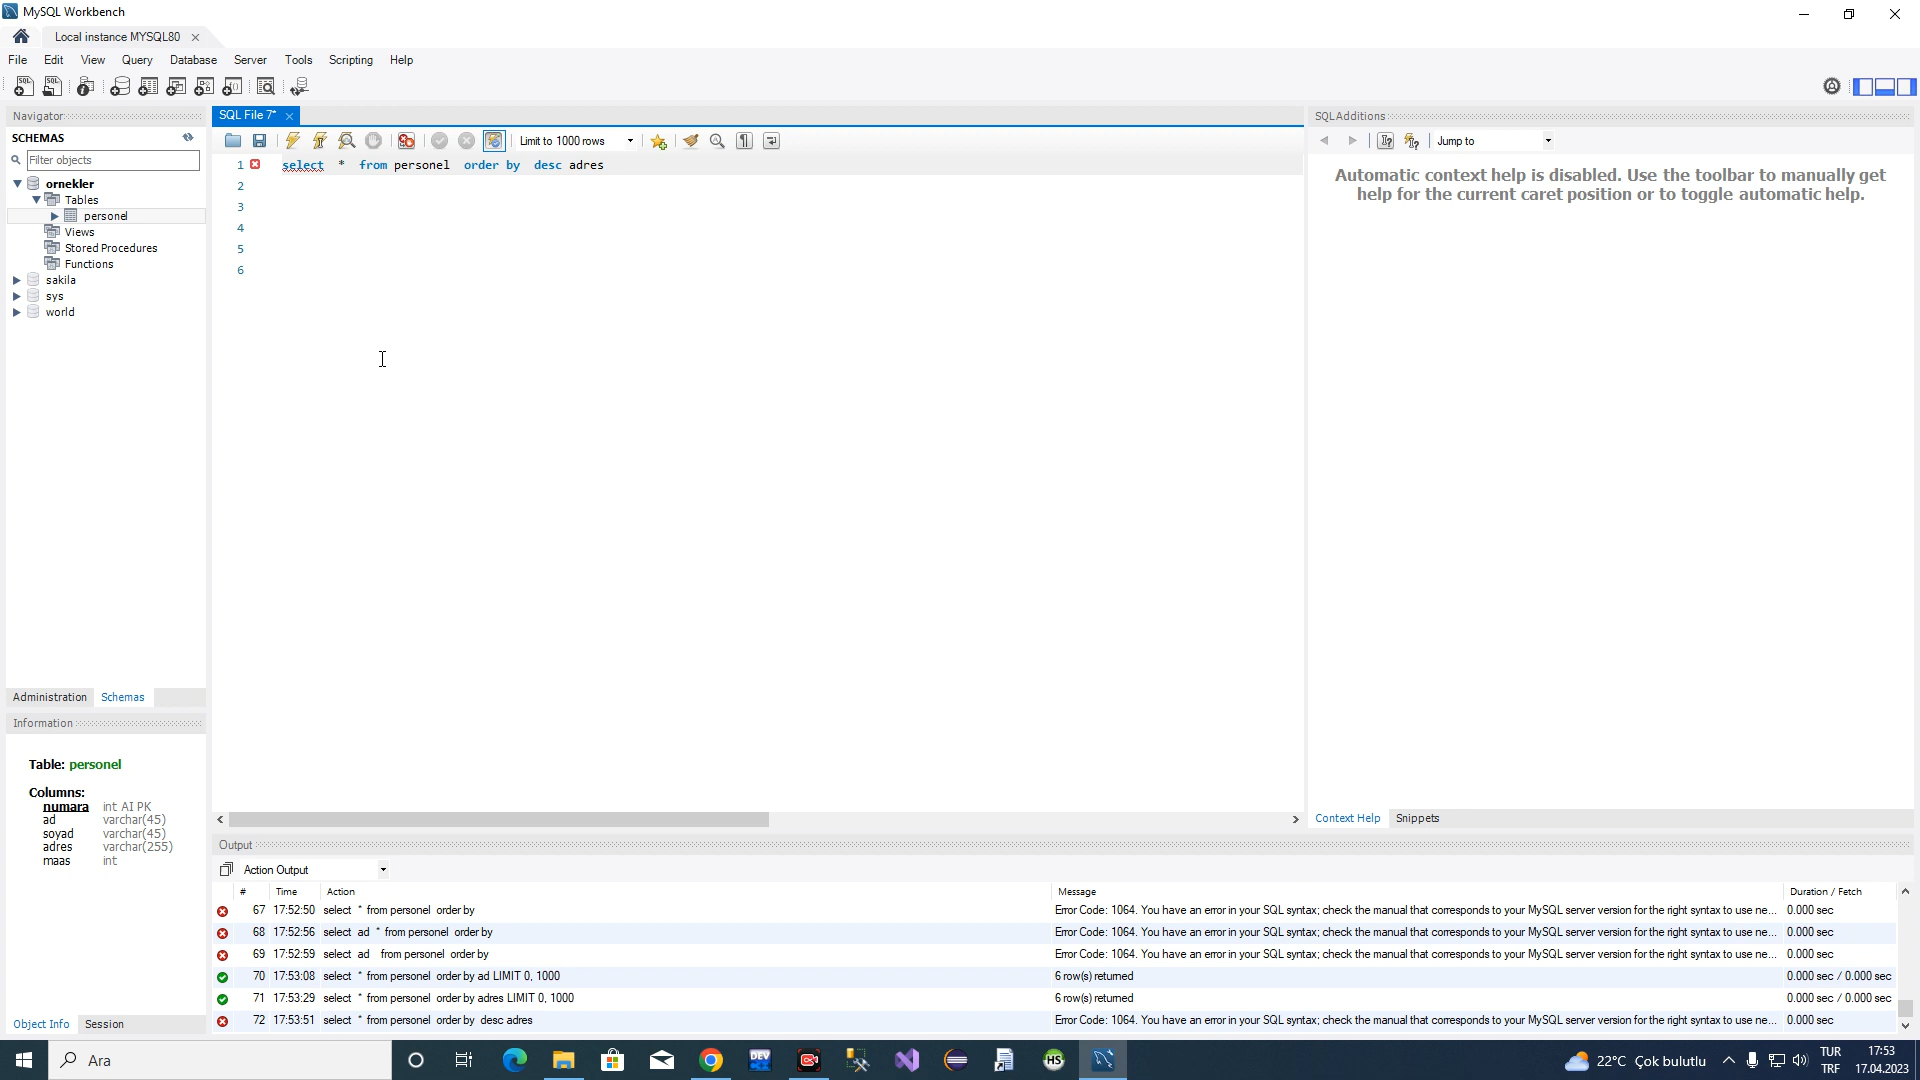 MySQL Workbench
Local instance MYSQL80
File Edit View Query Database Server Tools Scripting Help
Navigator
SCHEMAS
Filter objects
ornekler
Tables
personel
Views
Stored Procedures
Functions
sakila
sys
world
Administration Schemas
Information
Table: personel
Columns:
numara int AI PK
ad varchar(45)
soyad varchar(45)
adres varchar(255)
maas int
Object Info Session
SQL File 7*
Limit to 1000 rows
1 select * from personel order by desc adres
2
3
4
5
6
SQLAdditions
Jump to
Automatic context help is disabled. Use the toolbar to manually get
help for the current caret position or to toggle automatic help.
Context Help Snippets
Output
Action Output
# Time Action Message Duration / Fetch
67 17:52:50 select * from personel order by Error Code: 1064. You have an error in your SQL syntax; check the manual that corresponds to your MySQL server version for the right syntax to use ne... 0.000 sec
68 17:52:56 select ad * from personel order by Error Code: 1064. You have an error in your SQL syntax; check the manual that corresponds to your MySQL server version for the right syntax to use ne... 0.000 sec
69 17:52:59 select ad from personel order by Error Code: 1064. You have an error in your SQL syntax; check the manual that corresponds to your MySQL server version for the right syntax to use ne... 0.000 sec
70 17:53:08 select * from personel order by ad LIMIT 0, 1000 6 row(s) returned 0.000 sec / 0.000 sec
71 17:53:29 select * from personel order by adres LIMIT 0, 1000 6 row(s) returned 0.000 sec / 0.000 sec
72 17:53:51 select * from personel order by desc adres Error Code: 1064. You have an error in your SQL syntax; check the manual that corresponds to your MySQL server version for the right syntax to use ne... 0.000 sec
Ara
DEV
HS
22°C Çok bulutlu
TUR
TRF
17:53
17.04.2023